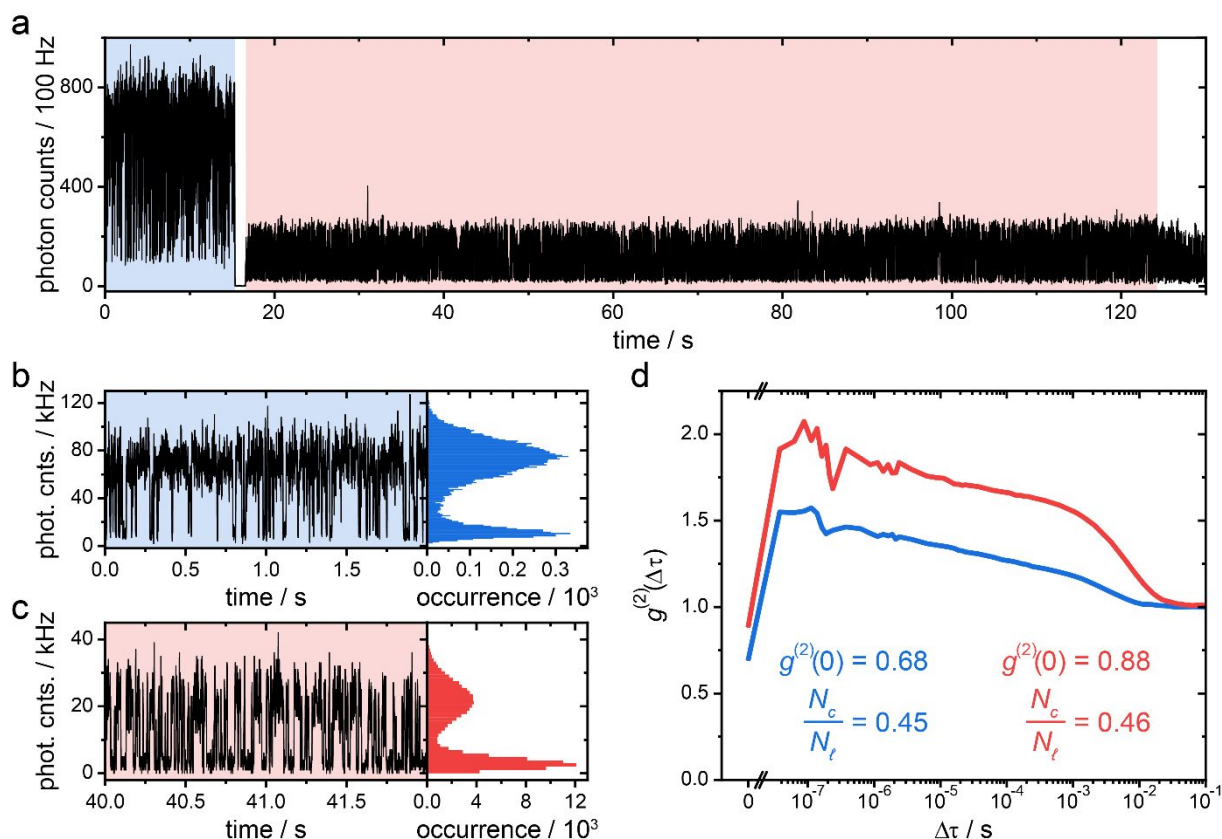 a
photon counts / 100 Hz
800
400
0
0 20 40 60 80 100 120
time / s
b
phot. cnts. / kHz
120
80
40
0
0.0 0.5 1.0 1.5 0.0 0.1 0.2 0.3
time / s occurrence / 10³
c
phot. cnts. / kHz
40
20
0
40.0 40.5 41.0 41.5 0 4 8 12
time / s occurrence / 10³
d
g⁽²⁾(Δτ)
2.0
1.5
1.0
0.5
0.0
g⁽²⁾(0) = 0.68 g⁽²⁾(0) = 0.88
N_c/N_ℓ = 0.45 N_c/N_ℓ = 0.46
0 10⁻⁷ 10⁻⁶ 10⁻⁵ 10⁻⁴ 10⁻³ 10⁻² 10⁻¹
Δτ / s